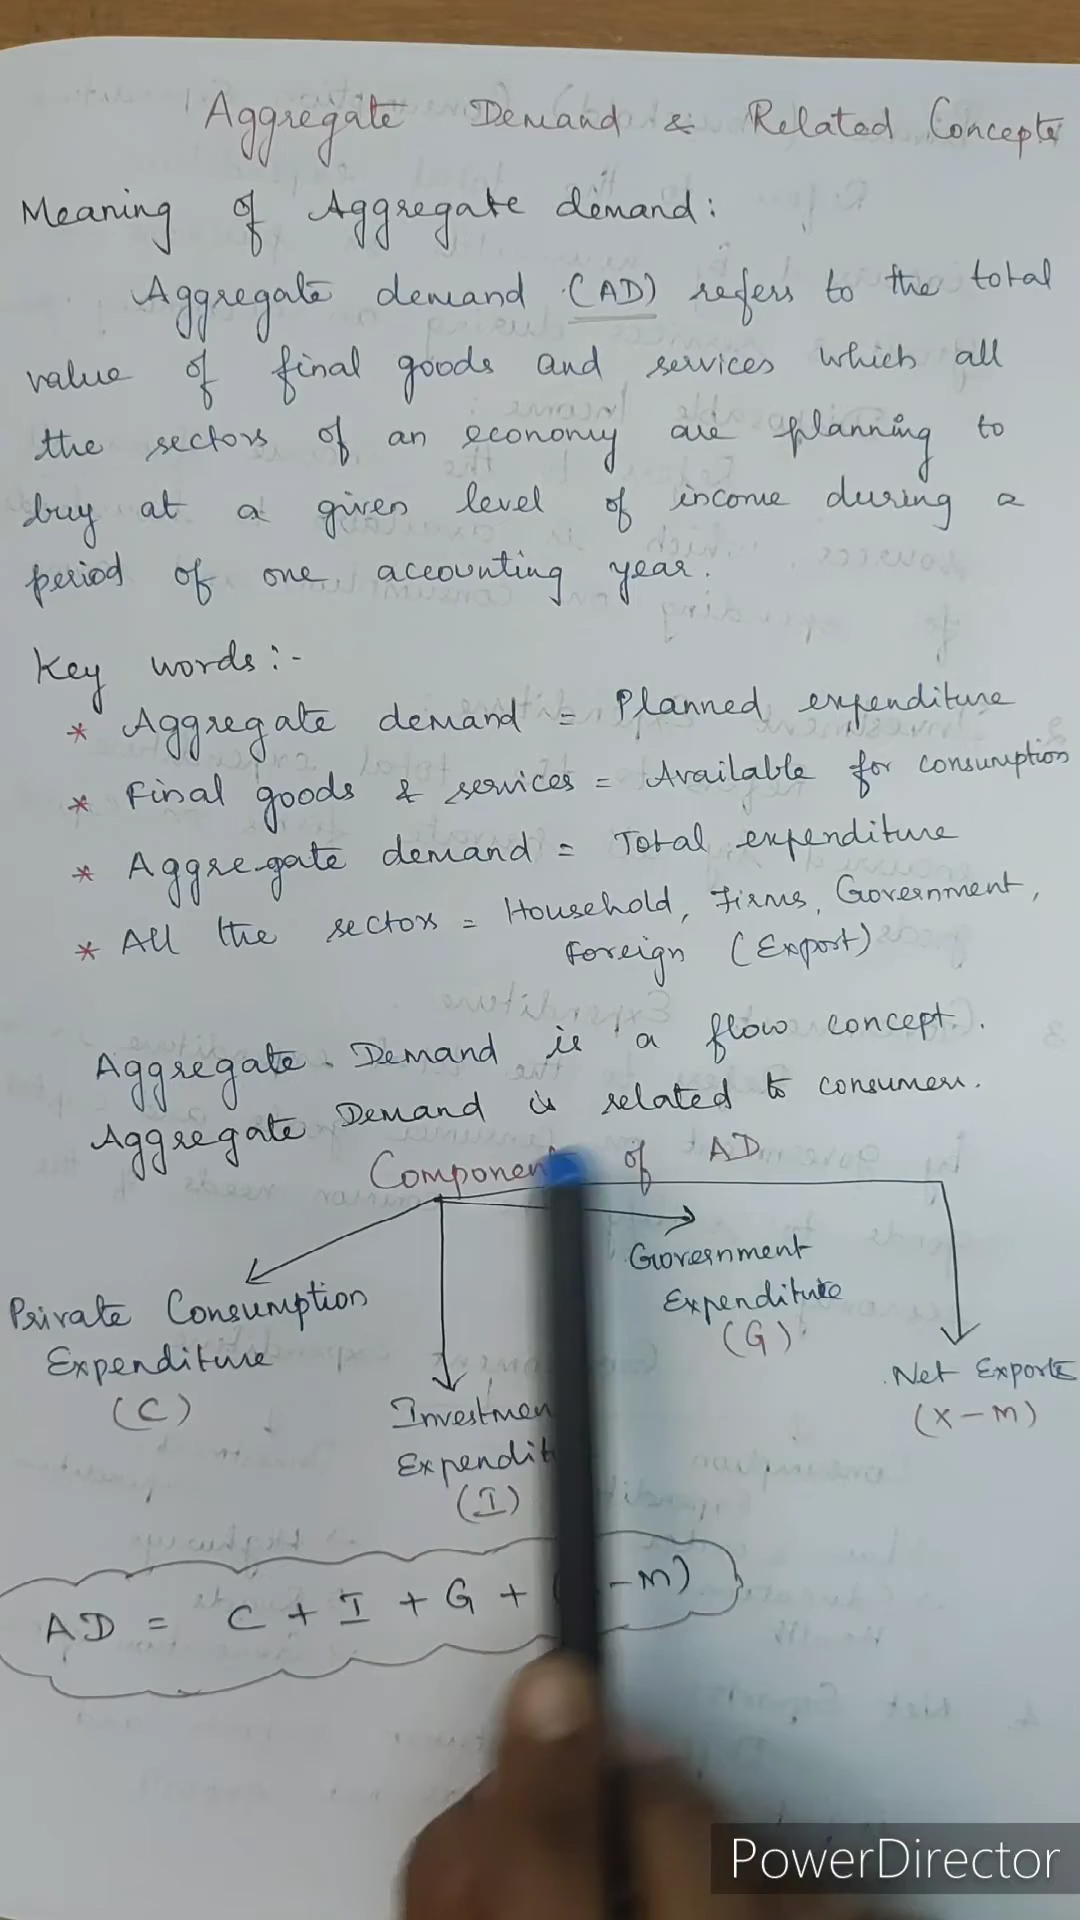 Aggregate Demand & Related Concepts
Meaning of Aggregate demand:
Aggregate demand (AD) refers to the total
value of final goods and services which all
the sectors of an economy are planning to
buy at a given level of income during a
period of one accounting year.
Key words:-
* Aggregate demand = Planned expenditure
* Final goods & services = Available for consumption
* Aggregate demand = Total expenditure
* All the sectors = Household, Firms, Government,
Foreign (Export)
Aggregate Demand is a flow concept.
Aggregate Demand is related to consumers.
Component of AD
Government
Expenditure
(G)
Private Consumption
Expenditure
(C)
Net Exports
(X-M)
Investmen
Expendit
(I)
AD = C + I + G + -M)
PowerDirector